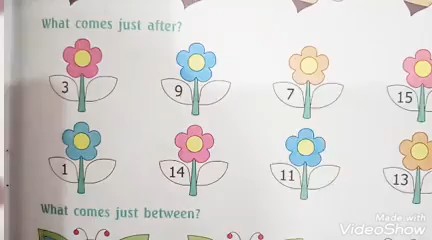 What comes just after?
3 9 7 15
1 14 11 13
What comes just between?
Made with
VideoShow